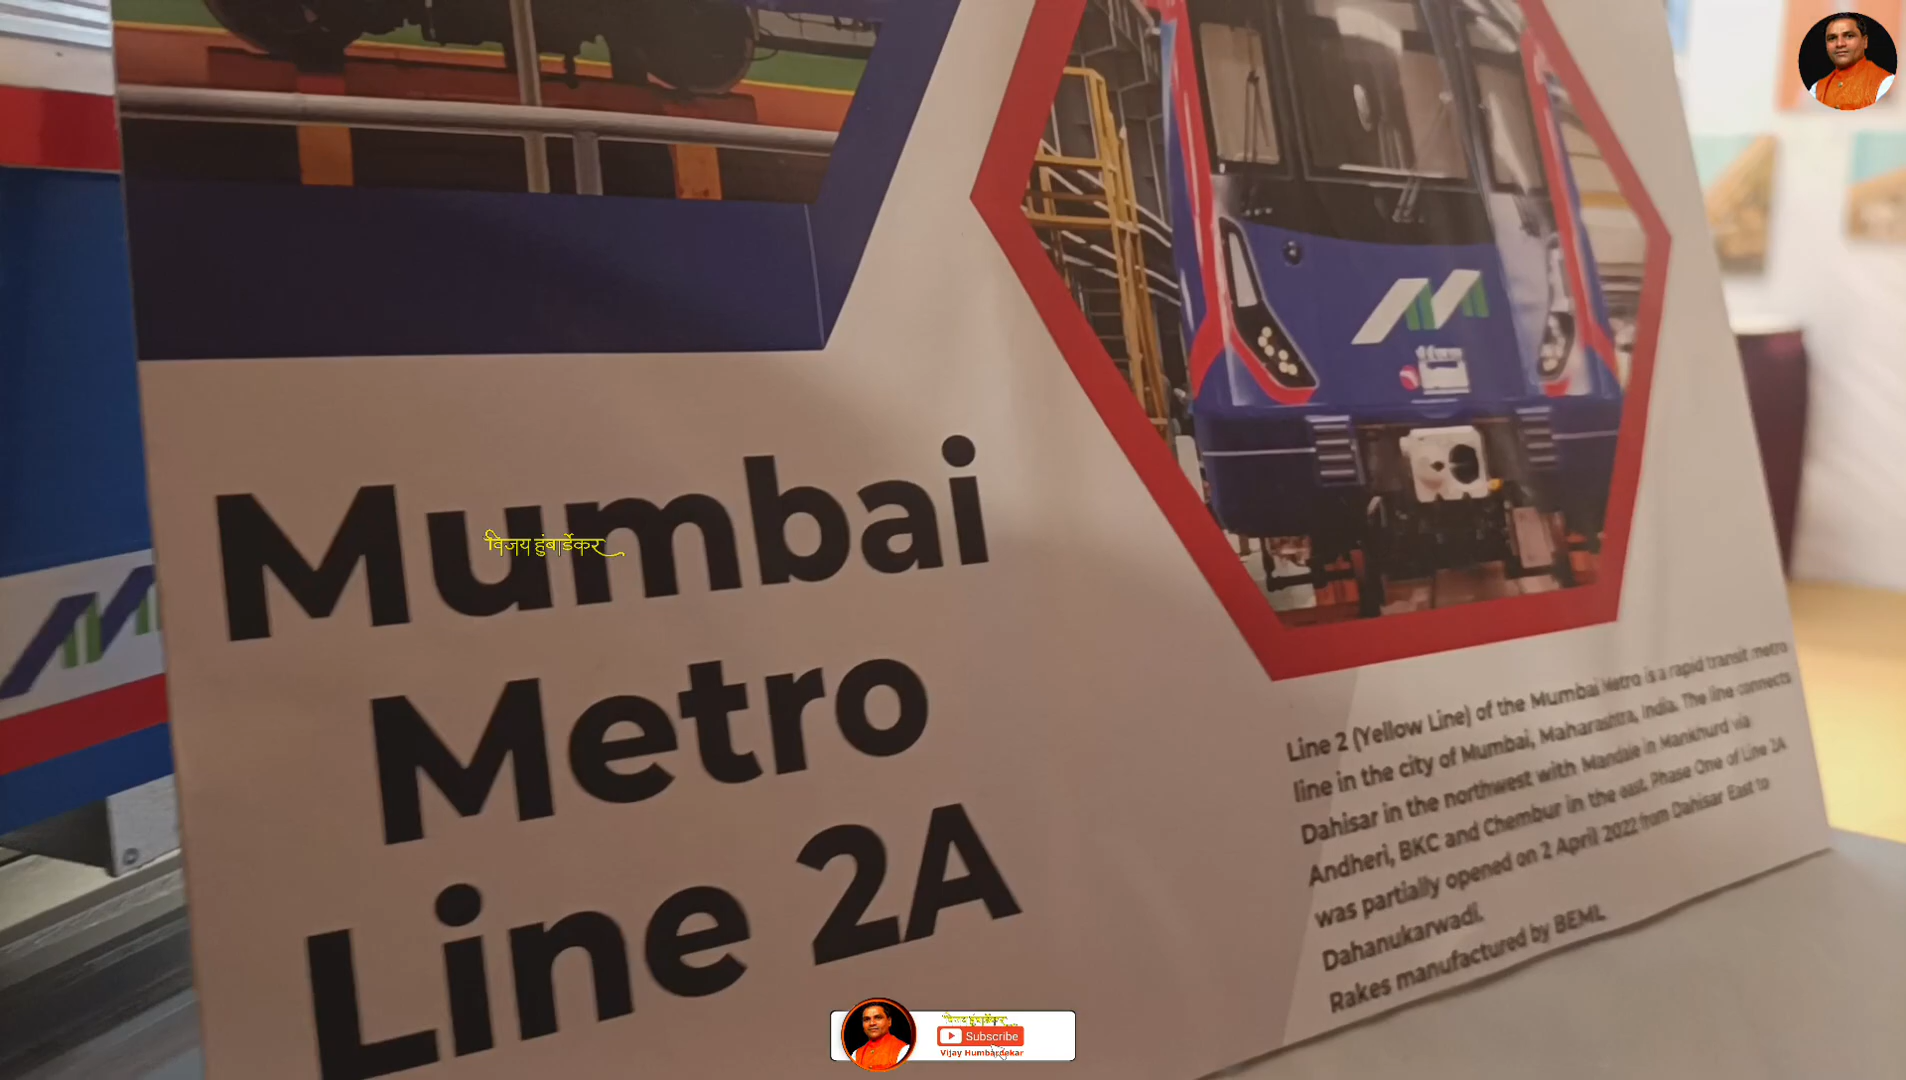 Mumbai
Metro
Line 2A
विजय हुंबार्डेकर
Line 2 (Yellow Line) of the Mumbai Metro is a rapid transit metro
line in the city of Mumbai, Maharashtra, India. The line connects
Dahisar in the northwest with Mandale in Mankhurd via
Andheri, BKC and Chembur in the east. Phase One of Line 2A
was partially opened on 2 April 2022 from Dahisar East to
Dahanukarwadi.
Rakes manufactured by BEML
विजय हुंबार्डेकर
Subscribe
Vijay Humbardekar